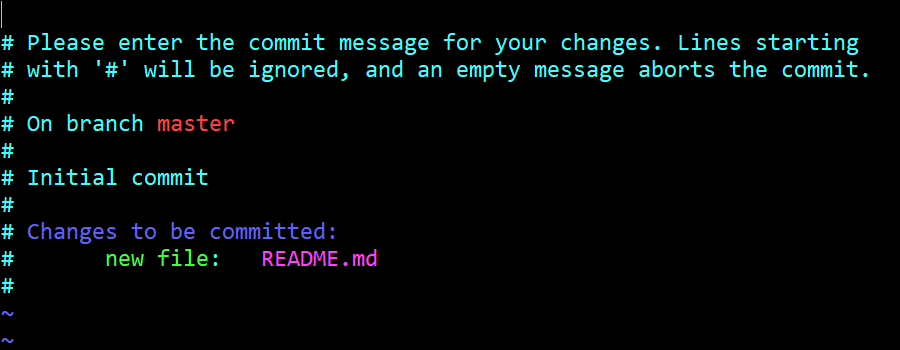 # Please enter the commit message for your changes. Lines starting
# with '#' will be ignored, and an empty message aborts the commit.
#
# On branch master
#
# Initial commit
#
# Changes to be committed:
#       new file:   README.md
#
~
~